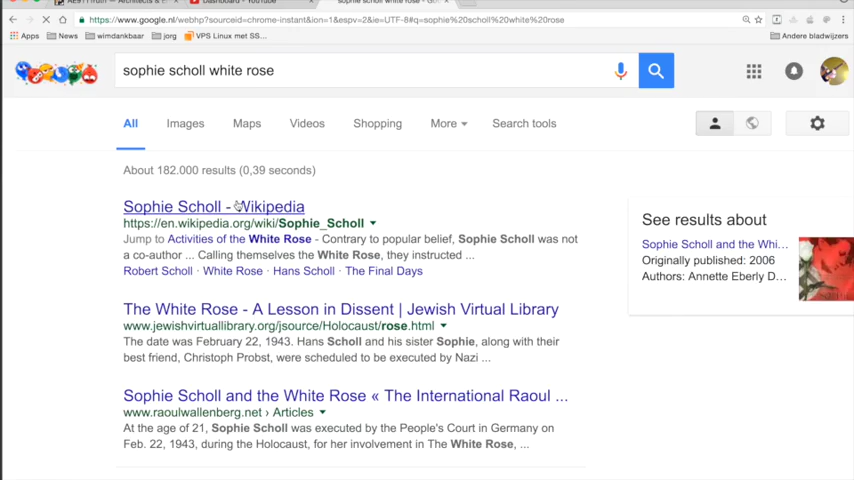 AE911Truth — Architects & E
Dashboard - YouTube
sophie scholl white rose - Go
https://www.google.nl/webhp?sourceid=chrome-instant&ion=1&espv=2&ie=UTF-8#q=sophie%20scholl%20white%20rose
Apps News wimdankbaar jorg VPS Linux met SS... Andere bladwijzers
sophie scholl white rose
All Images Maps Videos Shopping More Search tools
About 182.000 results (0,39 seconds)
Sophie Scholl - Wikipedia
https://en.wikipedia.org/wiki/Sophie_Scholl
Jump to Activities of the White Rose - Contrary to popular belief, Sophie Scholl was not
a co-author ... Calling themselves the White Rose, they instructed ...
Robert Scholl · White Rose · Hans Scholl · The Final Days
The White Rose - A Lesson in Dissent | Jewish Virtual Library
www.jewishvirtuallibrary.org/jsource/Holocaust/rose.html
The date was February 22, 1943. Hans Scholl and his sister Sophie, along with their
best friend, Christoph Probst, were scheduled to be executed by Nazi ...
Sophie Scholl and the White Rose « The International Raoul ...
www.raoulwallenberg.net › Articles
At the age of 21, Sophie Scholl was executed by the People's Court in Germany on
Feb. 22, 1943, during the Holocaust, for her involvement in The White Rose, ...
See results about
Sophie Scholl and the Whi...
Originally published: 2006
Authors: Annette Eberly D...